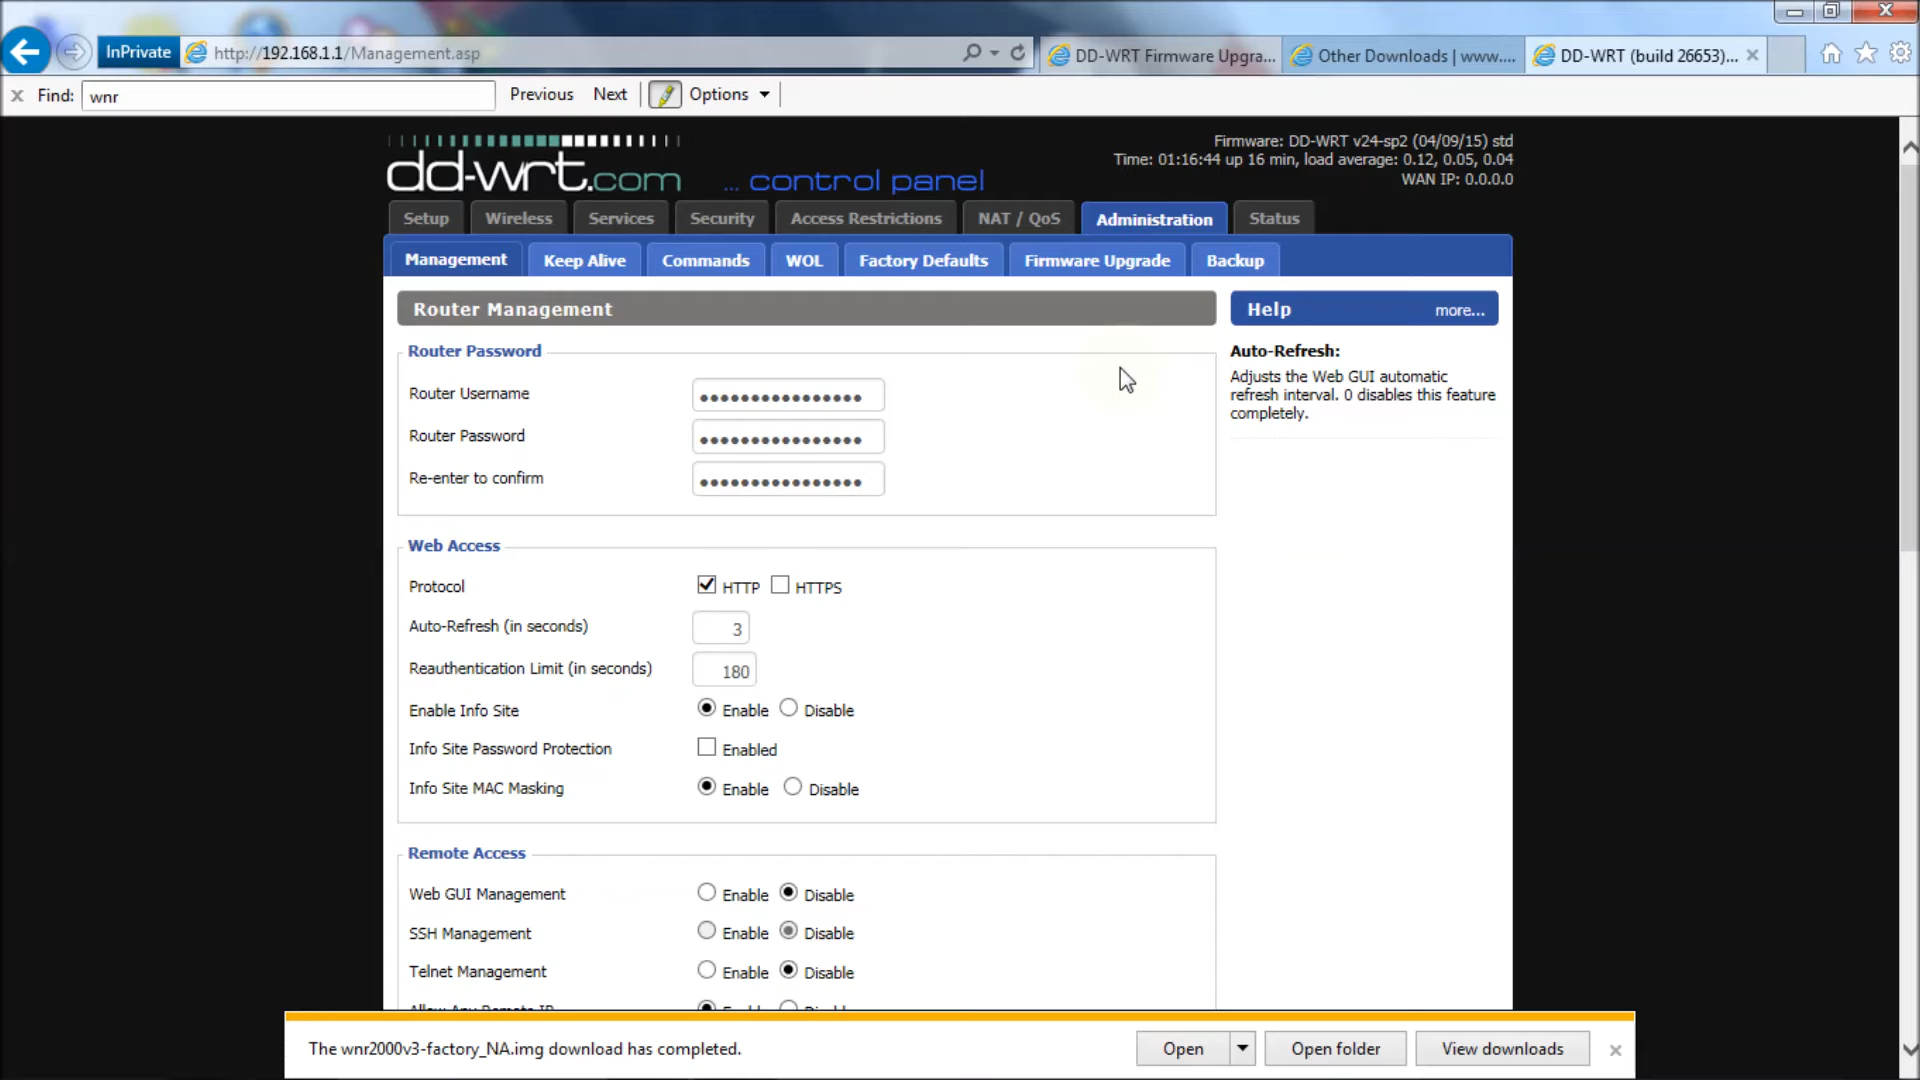 InPrivate
http://192.168.1.1/Management.asp
DD-WRT Firmware Upgra...
Other Downloads | www....
DD-WRT (build 26653)...
Find: wnr
Previous Next Options
dd-wrt.com ... control panel
Firmware: DD-WRT v24-sp2 (04/09/15) std
Time: 01:16:44 up 16 min, load average: 0.12, 0.05, 0.04
WAN IP: 0.0.0.0
Setup Wireless Services Security Access Restrictions NAT / QoS Administration Status
Management Keep Alive Commands WOL Factory Defaults Firmware Upgrade Backup
Router Management
Help more...
Router Password
Auto-Refresh:
Adjusts the Web GUI automatic
refresh interval. 0 disables this feature
completely.
Router Username
Router Password
Re-enter to confirm
Web Access
Protocol HTTP HTTPS
Auto-Refresh (in seconds) 3
Reauthentication Limit (in seconds) 180
Enable Info Site Enable Disable
Info Site Password Protection Enabled
Info Site MAC Masking Enable Disable
Remote Access
Web GUI Management Enable Disable
SSH Management Enable Disable
Telnet Management Enable Disable
The wnr2000v3-factory_NA.img download has completed.
Open Open folder View downloads